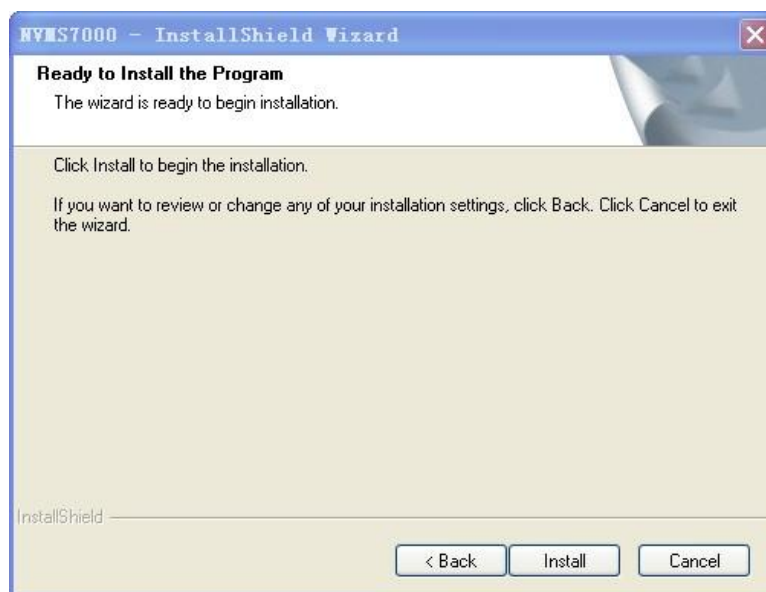 NVMS7000 - InstallShield Wizard
Ready to Install the Program
The wizard is ready to begin installation.
Click Install to begin the installation.
If you want to review or change any of your installation settings, click Back. Click Cancel to exit
the wizard.
InstallShield
< Back Install Cancel